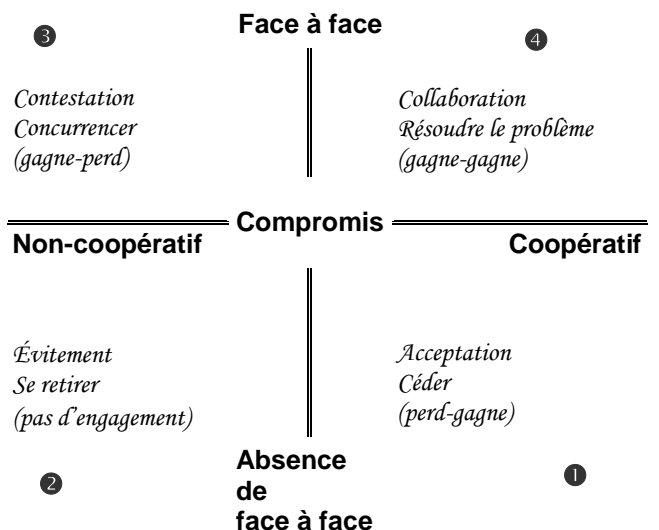 ❸
Face à face
❹
Contestation
Concurrencer
(gagne-perd)
Collaboration
Résoudre le problème
(gagne-gagne)
Compromis
Non-coopératif
Coopératif
Évitement
Se retirer
(pas d'engagement)
Acceptation
Céder
(perd-gagne)
❷
Absence
de
face à face
❶